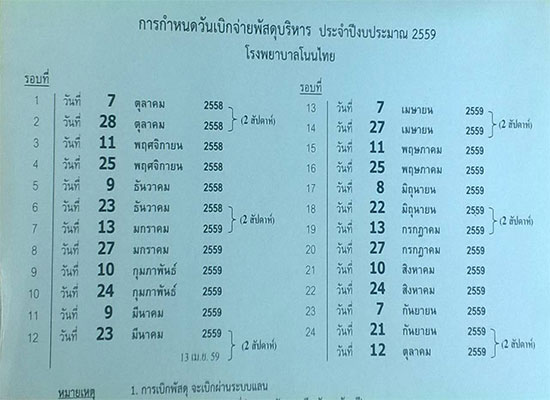 การกำหนดวันเบิกจ่ายพัสดุบริหาร ประจำปีงบประมาณ 2559
โรงพยาบาลโนนไทย
รอบที่
1 วันที่ 7 ตุลาคม 2558
2 วันที่ 28 ตุลาคม 2558 (2 สัปดาห์)
3 วันที่ 11 พฤศจิกายน 2558
4 วันที่ 25 พฤศจิกายน 2558
5 วันที่ 9 ธันวาคม 2558
6 วันที่ 23 ธันวาคม 2558
7 วันที่ 13 มกราคม 2559 (2 สัปดาห์)
8 วันที่ 27 มกราคม 2559
9 วันที่ 10 กุมภาพันธ์ 2559
10 วันที่ 24 กุมภาพันธ์ 2559
11 วันที่ 9 มีนาคม 2559
12 วันที่ 23 มีนาคม 2559 (2 สัปดาห์)
13 เม.ย. 59
รอบที่
13 วันที่ 7 เมษายน 2559
14 วันที่ 27 เมษายน 2559 (2 สัปดาห์)
15 วันที่ 11 พฤษภาคม 2559
16 วันที่ 25 พฤษภาคม 2559
17 วันที่ 8 มิถุนายน 2559
18 วันที่ 22 มิถุนายน 2559
19 วันที่ 13 กรกฎาคม 2559 (2 สัปดาห์)
20 วันที่ 27 กรกฎาคม 2559
21 วันที่ 10 สิงหาคม 2559
22 วันที่ 24 สิงหาคม 2559
23 วันที่ 7 กันยายน 2559
24 วันที่ 21 กันยายน 2559
วันที่ 12 ตุลาคม 2559 (2 สัปดาห์)
หมายเหตุ 1. การเบิกพัสดุ จะเบิกผ่านระบบแลน